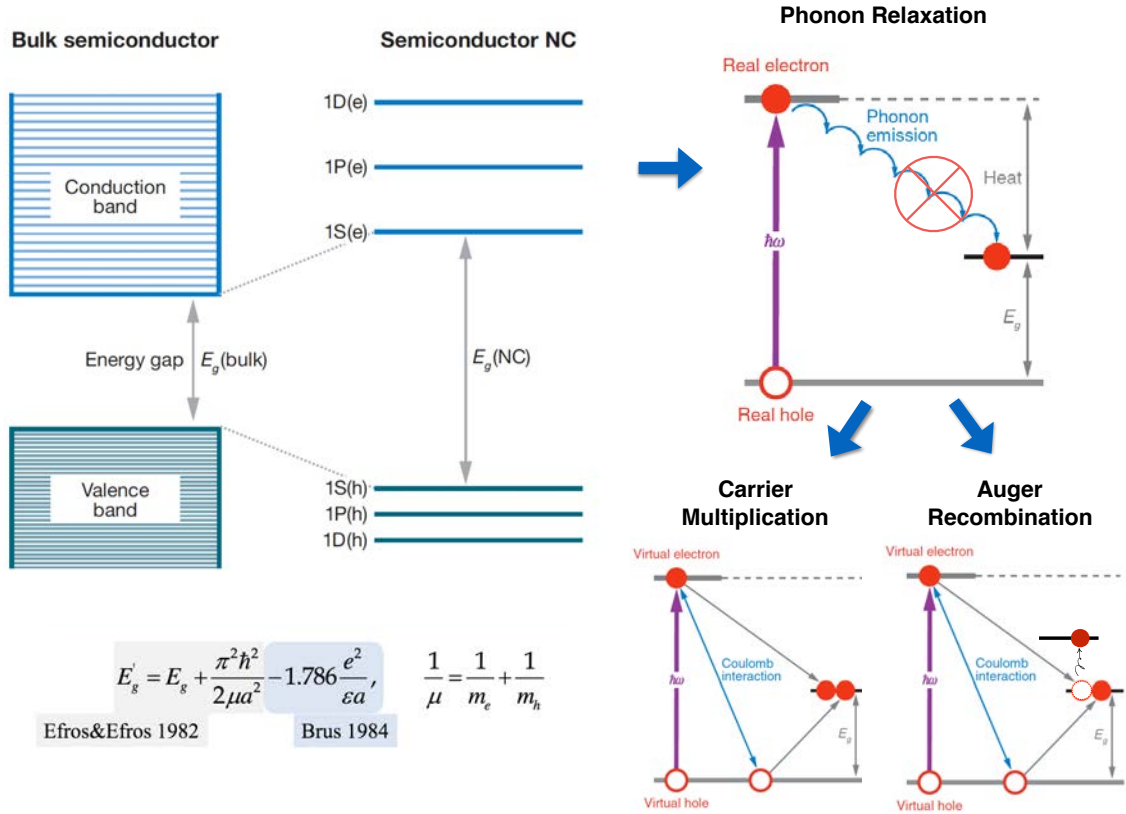 Bulk semiconductor
Semiconductor NC
1D(e)
1P(e)
1S(e)
Conduction
band
Energy gap
E_g(bulk)
E_g(NC)
Valence
band
1S(h)
1P(h)
1D(h)
E'_g = E_g + π²ħ²/2μa² − 1.786 e²/εa, 1/μ = 1/m_e + 1/m_h
Efros&Efros 1982
Brus 1984
Phonon Relaxation
Real electron
Phonon
emission
Heat
ħω
E_g
Real hole
Carrier
Multiplication
Virtual electron
Coulomb
interaction
ħω
E_g
Virtual hole
Auger
Recombination
Virtual electron
Coulomb
interaction
ħω
E_g
Virtual hole